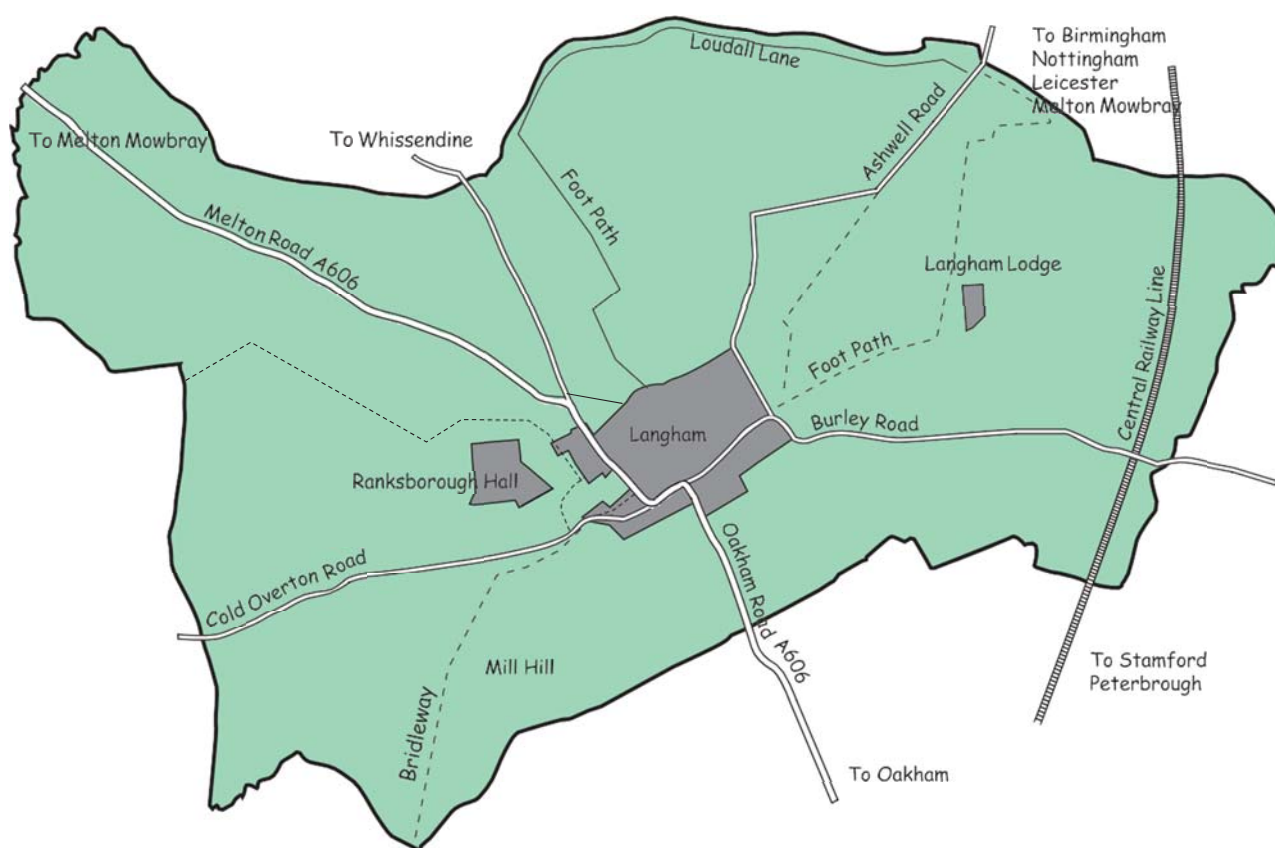 Loudall Lane
To Birmingham
Nottingham
Leicester
Melton Mowbray
To Melton Mowbray
To Whissendine
Ashwell Road
Foot Path
Melton Road A606
Langham Lodge
Central Railway Line
Foot Path
Burley Road
Langham
Ranksborough Hall
Cold Overton Road
Oakham Road A606
Mill Hill
To Stamford
Peterbrough
Bridleway
To Oakham